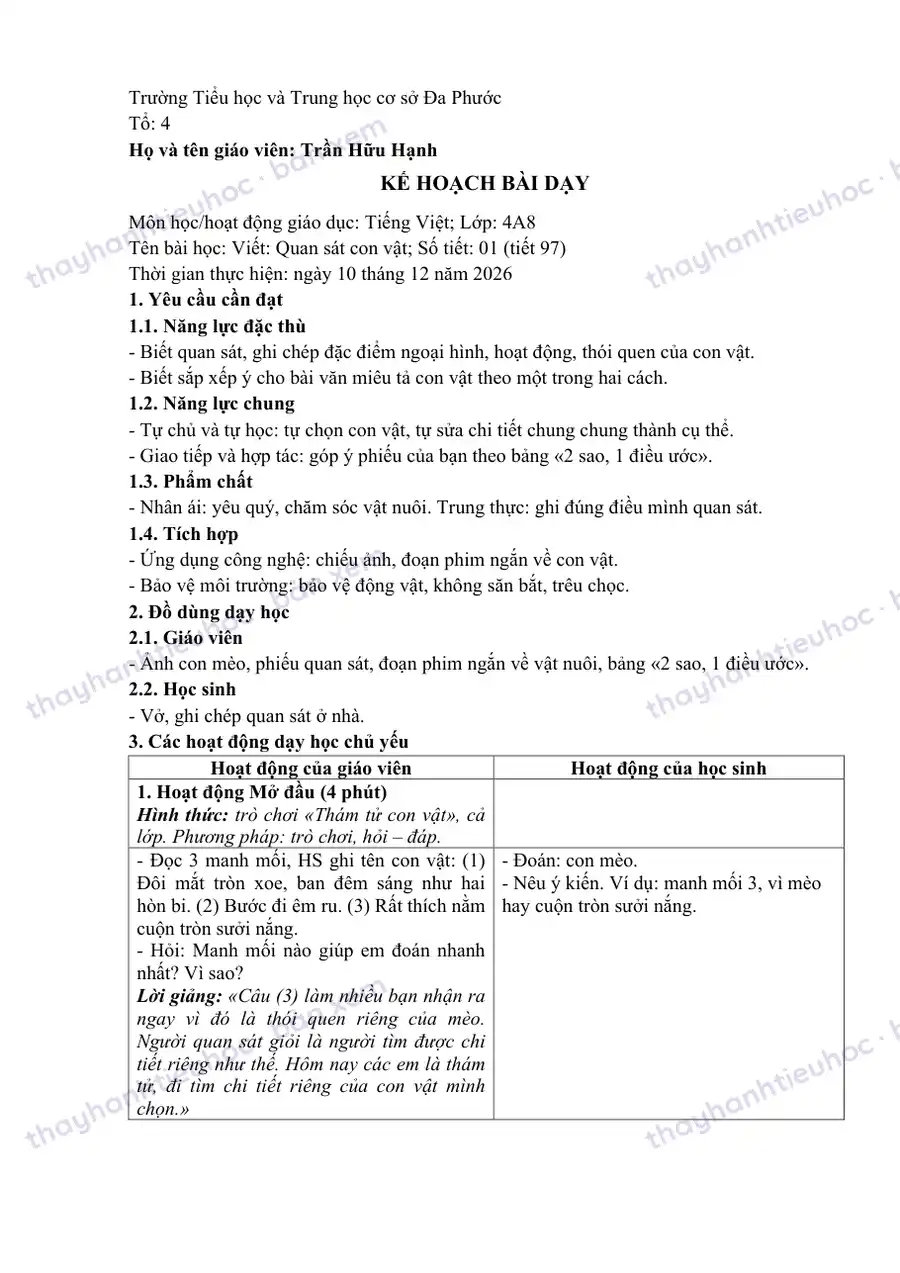 Trường Tiểu học và Trung học cơ sở Đa Phước
Tổ: 4
Họ và tên giáo viên: Trần Hữu Hạnh
KẾ HOẠCH BÀI DẠY
Môn học/hoạt động giáo dục: Tiếng Việt; Lớp: 4A8
Tên bài học: Viết: Quan sát con vật; Số tiết: 01 (tiết 97)
Thời gian thực hiện: ngày 10 tháng 12 năm 2026
1. Yêu cầu cần đạt
1.1. Năng lực đặc thù
- Biết quan sát, ghi chép đặc điểm ngoại hình, hoạt động, thói quen của con vật.
- Biết sắp xếp ý cho bài văn miêu tả con vật theo một trong hai cách.
1.2. Năng lực chung
- Tự chủ và tự học: tự chọn con vật, tự sửa chi tiết chung chung thành cụ thể.
- Giao tiếp và hợp tác: góp ý phiếu của bạn theo bảng «2 sao, 1 điều ước».
1.3. Phẩm chất
- Nhân ái: yêu quý, chăm sóc vật nuôi. Trung thực: ghi đúng điều mình quan sát.
1.4. Tích hợp
- Ứng dụng công nghệ: chiếu ảnh, đoạn phim ngắn về con vật.
- Bảo vệ môi trường: bảo vệ động vật, không săn bắt, trêu chọc.
2. Đồ dùng dạy học
2.1. Giáo viên
- Ảnh con mèo, phiếu quan sát, đoạn phim ngắn về vật nuôi, bảng «2 sao, 1 điều ước».
2.2. Học sinh
- Vở, ghi chép quan sát ở nhà.
3. Các hoạt động dạy học chủ yếu
Hoạt động của giáo viên
Hoạt động của học sinh
1. Hoạt động Mở đầu (4 phút)
Hình thức: trò chơi «Thám tử con vật», cả
lớp. Phương pháp: trò chơi, hỏi – đáp.
- Đọc 3 manh mối, HS ghi tên con vật: (1)
Đôi mắt tròn xoe, ban đêm sáng như hai
hòn bi. (2) Bước đi êm ru. (3) Rất thích nằm
cuộn tròn sưởi nắng.
- Hỏi: Manh mối nào giúp em đoán nhanh
nhất? Vì sao?
Lời giảng: «Câu (3) làm nhiều bạn nhận ra
ngay vì đó là thói quen riêng của mèo.
Người quan sát giỏi là người tìm được chi
tiết riêng như thế. Hôm nay các em là thám
tử, đi tìm chi tiết riêng của con vật mình
chọn.»
- Đoán: con mèo.
- Nêu ý kiến. Ví dụ: manh mối 3, vì mèo
hay cuộn tròn sưởi nắng.
thayhanhtieuhoc · bản xem
thayhanhtieuhoc · b
thayhanhtieuhoc · bản xem
thayhanhtieuhoc · b
thayhanhtieuhoc · bản xem
thayhanhtieuhoc · b